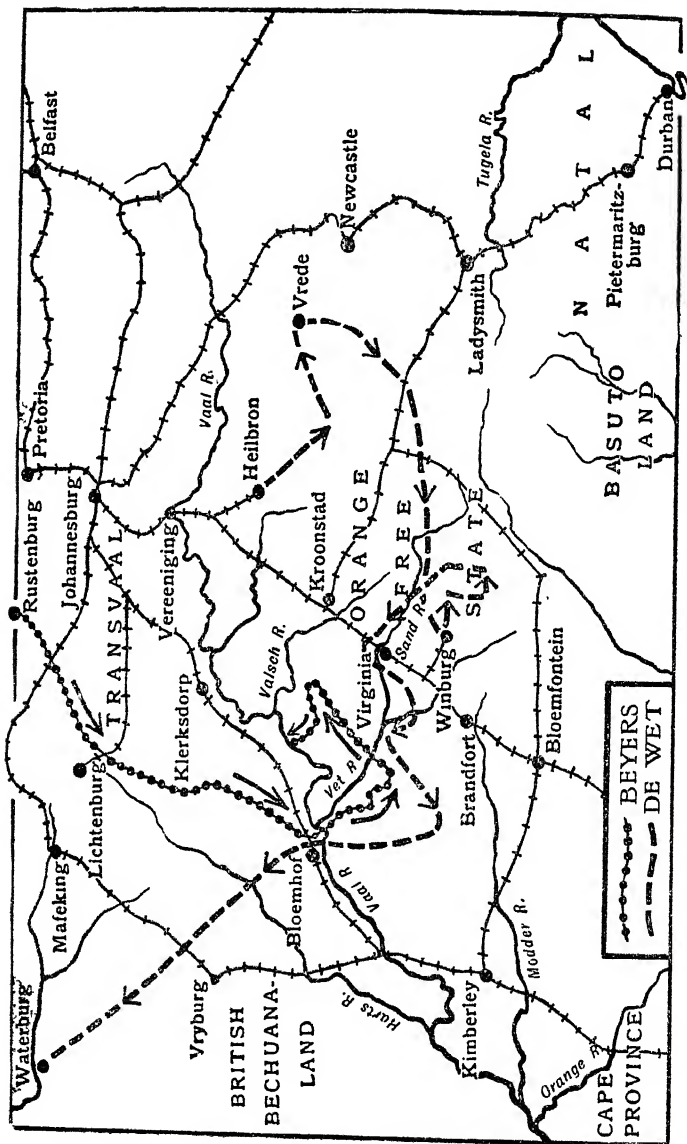 Belfast
Pretoria
Rustenburg
Johannesburg
TRANSVAAL
Lichtenburg
Mafeking
Waterburg
Vereeniging
Klerksdorp
Vaal R.
Newcastle
Vrede
Heilbron
Kroonstad
Valsch R.
ORANGE
FREE
STATE
Virginia
Sand R.
Winburg
Vet R
Bloemhof
Vaal R
Vryburg
BRITISH
BECHUANA-
LAND
Harts R.
Kimberley
Brandfort
Bloemfontein
Modder R.
Orange R
CAPE
PROVINCE
Ladysmith
Tugela R.
NATAL
Pietermaritz-
burg
Durban
BASUTO
LAND
BEYERS
DE WET